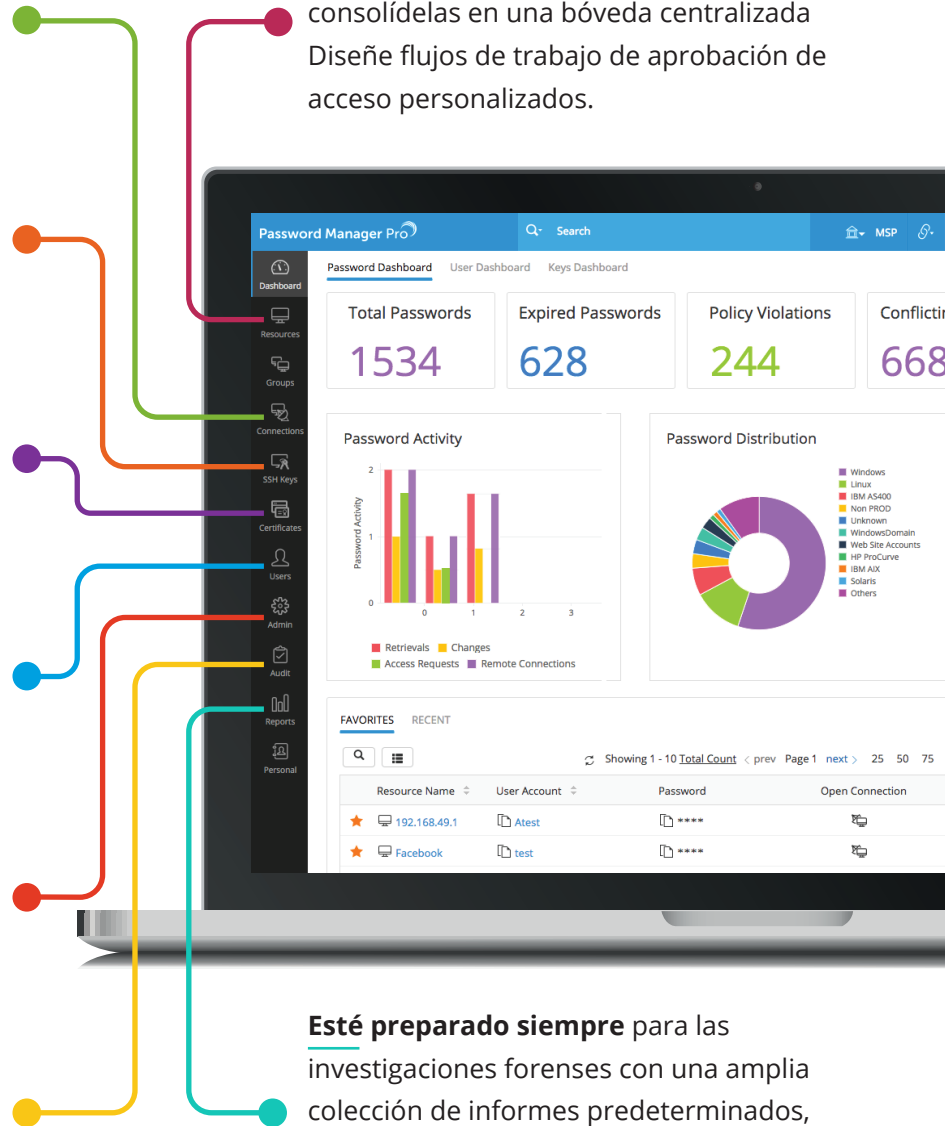 consolídelas en una bóveda centralizada
Diseñe flujos de trabajo de aprobación de
acceso personalizados.
Password Manager Pro
Search
MSP
Dashboard
Resources
Groups
Connections
SSH Keys
Certificates
Users
Admin
Audit
Reports
Personal
Password Dashboard User Dashboard Keys Dashboard
Total Passwords
1534
Expired Passwords
628
Policy Violations
244
Conflictin
668
Password Activity
Password Activity
2
1
0
0 1 2 3
Retrievals Changes
Access Requests Remote Connections
Password Distribution
Windows
Linux
IBM AS400
Non PROD
Unknown
WindowsDomain
Web Site Accounts
HP ProCurve
IBM AIX
Solaris
Others
FAVORITES RECENT
Showing 1 - 10 Total Count < prev Page 1 next > 25 50 75
Resource Name User Account Password Open Connection
192.168.49.1 Atest ****
Facebook test ****
Esté preparado siempre para las
investigaciones forenses con una amplia
colección de informes predeterminados,